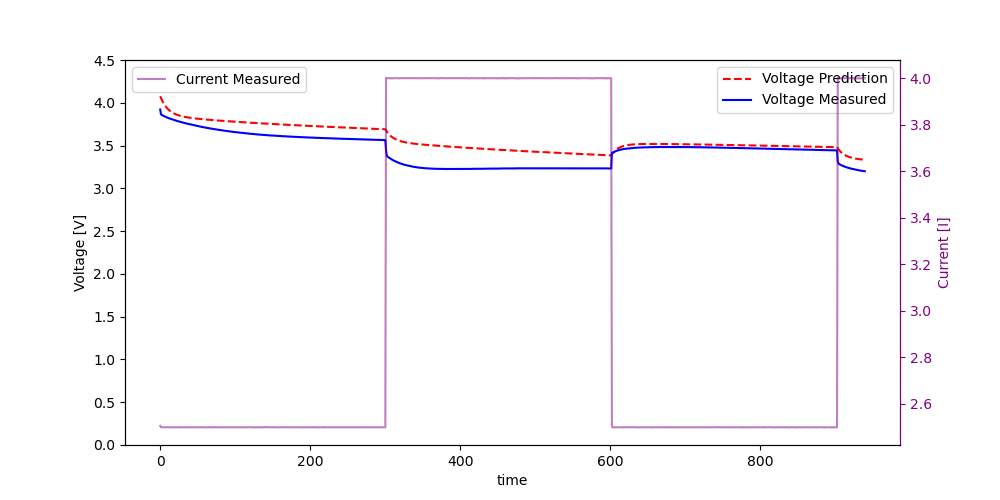 Current Measured
Voltage Prediction
Voltage Measured
4.5
4.0
3.5
3.0
2.5
2.0
1.5
1.0
0.5
0.0
Voltage [V]
4.0
3.8
3.6
3.4
3.2
3.0
2.8
2.6
Current [I]
0 200 400 600 800
time